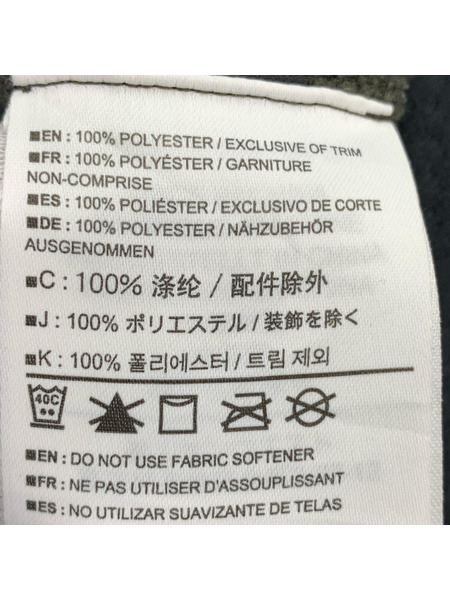 EN : 100% POLYESTER / EXCLUSIVE OF TRIM
FR : 100% POLYÉSTER / GARNITURE
NON-COMPRISE
ES : 100% POLIÉSTER / EXCLUSIVO DE CORTE
DE : 100% POLYESTER / NÄHZUBEHÖR
AUSGENOMMEN
C : 100% 涤纶 / 配件除外
J : 100% ポリエステル / 装飾を除く
K : 100% 폴리에스터 / 트림 제외
40C
EN : DO NOT USE FABRIC SOFTENER
FR : NE PAS UTILISER D'ASSOUPLISSANT
ES : NO UTILIZAR SUAVIZANTE DE TELAS